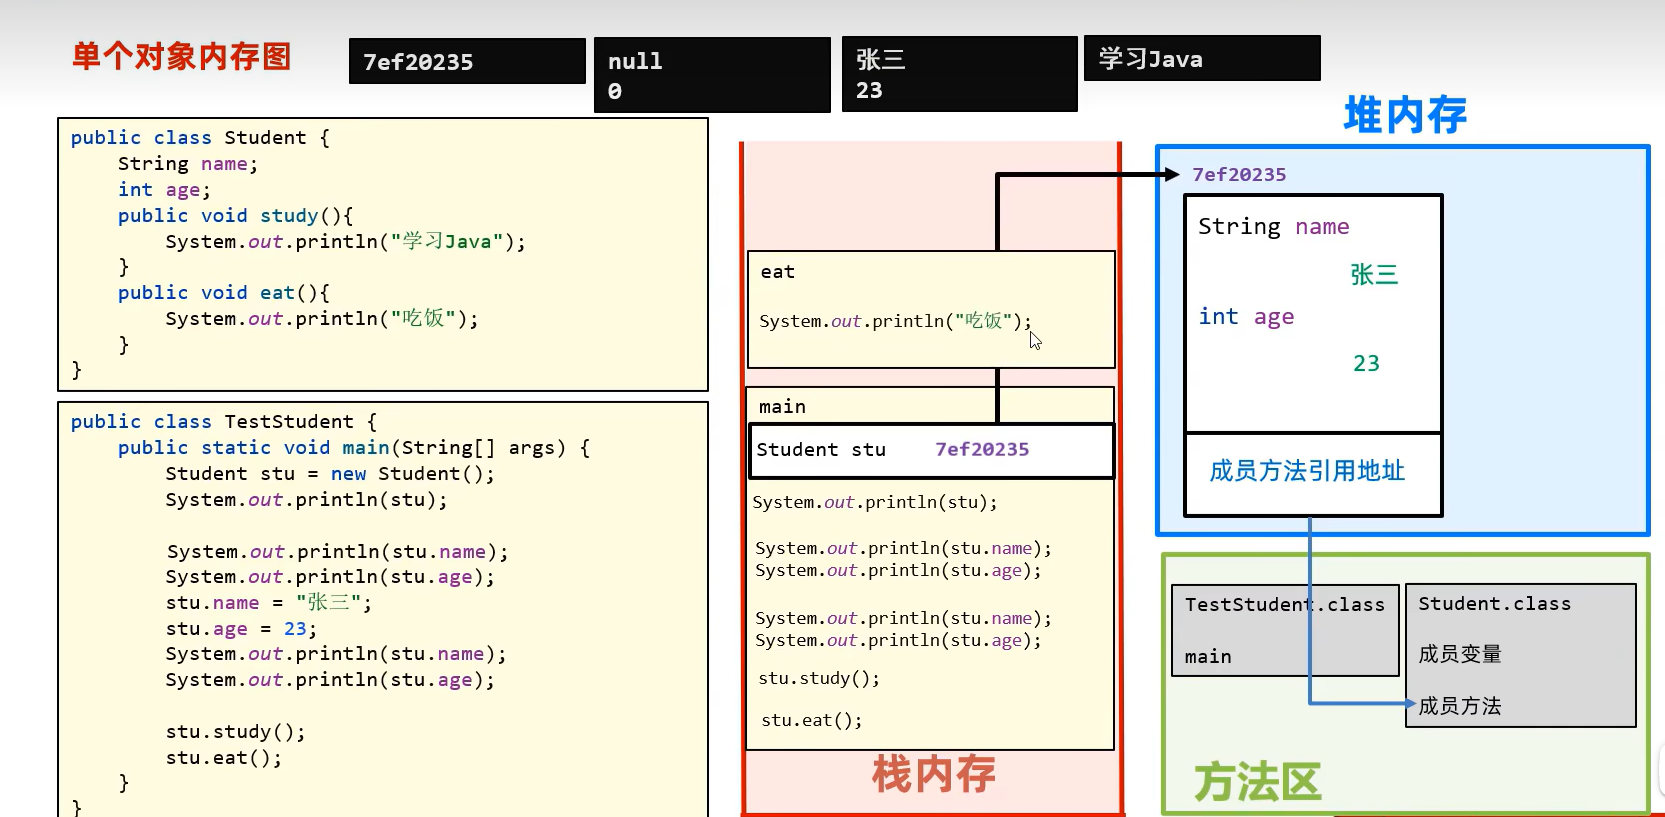 单个对象内存图
7ef20235
null
0
张三
23
学习Java
public class Student {
String name;
int age;
public void study(){
System.out.println("学习Java");
}
public void eat(){
System.out.println("吃饭");
}
}
public class TestStudent {
public static void main(String[] args) {
Student stu = new Student();
System.out.println(stu);
System.out.println(stu.name);
System.out.println(stu.age);
stu.name = "张三";
stu.age = 23;
System.out.println(stu.name);
System.out.println(stu.age);
stu.study();
stu.eat();
}
}
eat
System.out.println("吃饭");
main
Student stu 7ef20235
System.out.println(stu);
System.out.println(stu.name);
System.out.println(stu.age);
System.out.println(stu.name);
System.out.println(stu.age);
stu.study();
stu.eat();
栈内存
堆内存
7ef20235
String name
张三
int age
23
成员方法引用地址
TestStudent.class
main
Student.class
成员变量
成员方法
方法区